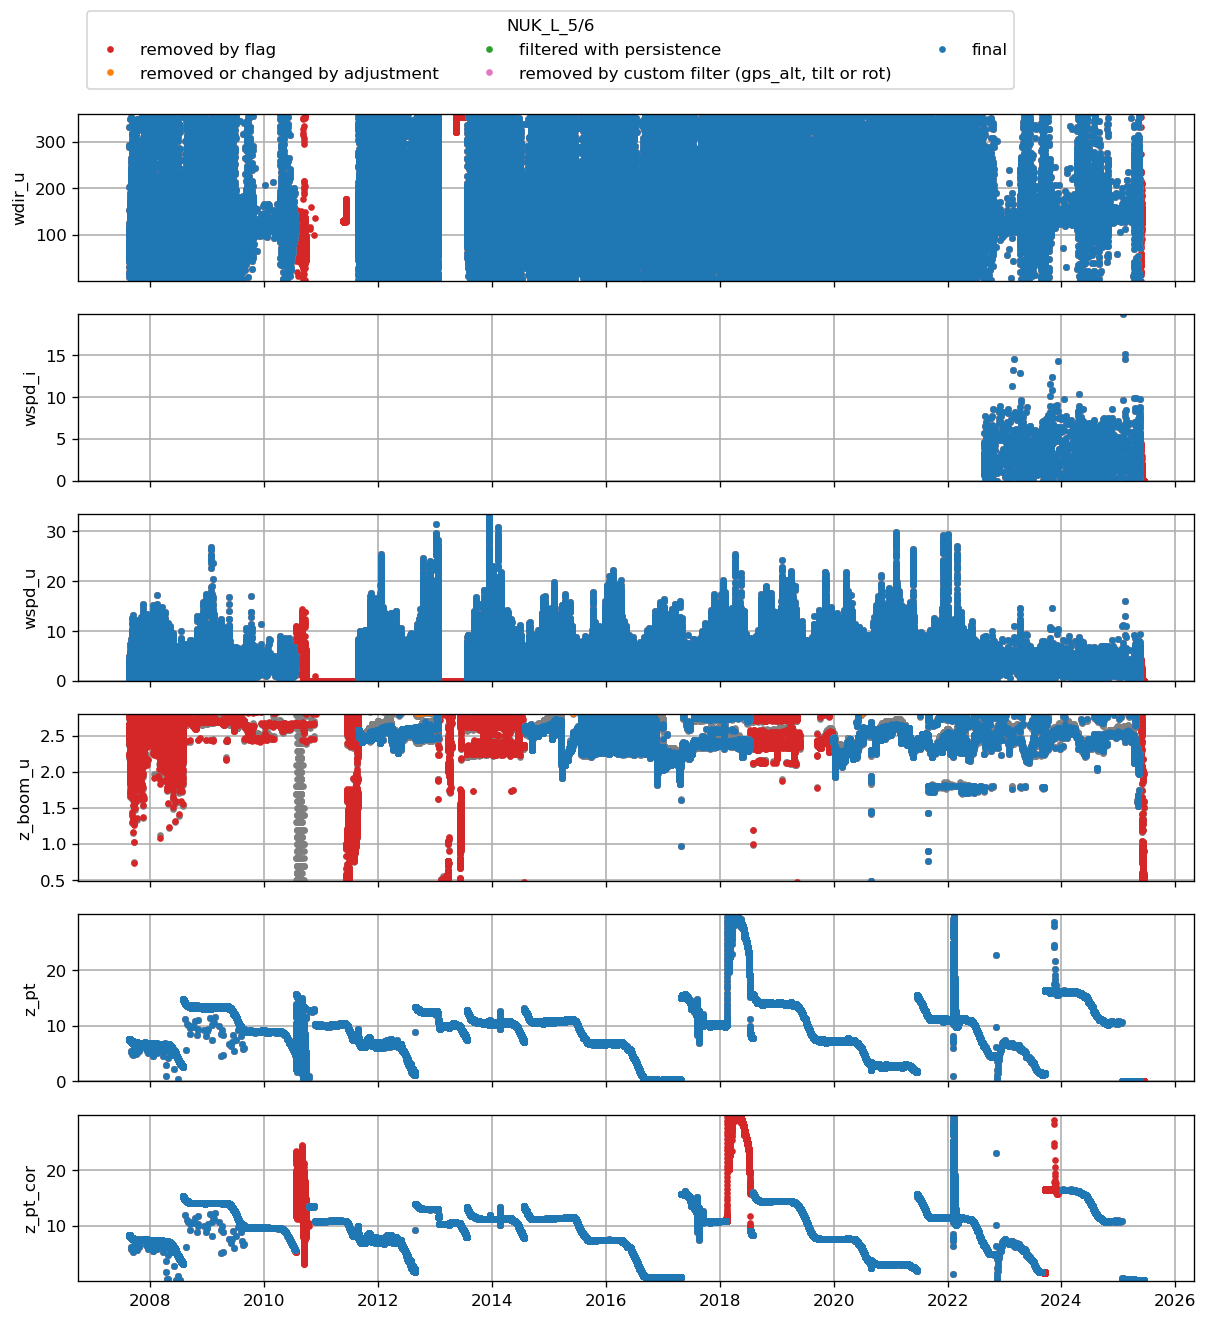 NUK_L_5/6
removed by flag
filtered with persistence
final
removed or changed by adjustment
removed by custom filter (gps_alt, tilt or rot)
wdir_u
300
200
100
wspd_i
15
10
5
0
wspd_u
30
20
10
0
z_boom_u
2.5
2.0
1.5
1.0
0.5
z_pt
20
10
0
z_pt_cor
20
10
2008 2010 2012 2014 2016 2018 2020 2022 2024 2026